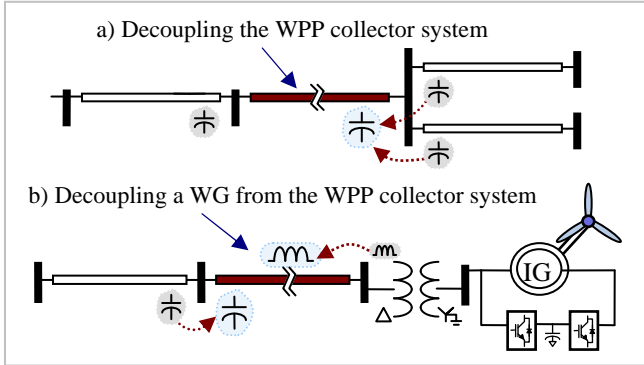 a) Decoupling the WPP collector system
b) Decoupling a WG from the WPP collector system
IG